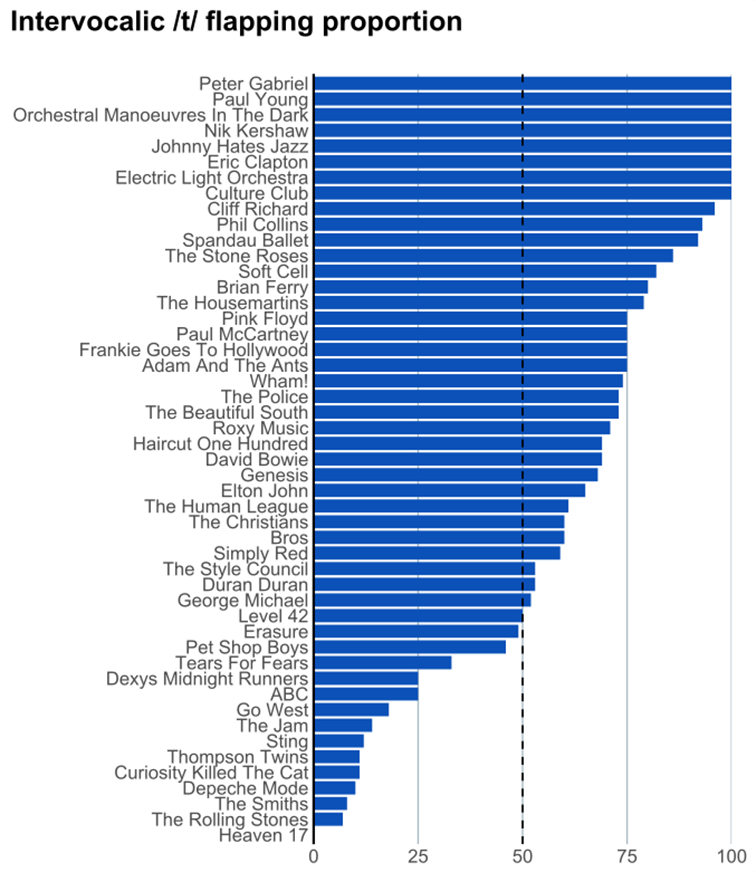 Intervocalic /t/ flapping proportion
Peter Gabriel
Paul Young
Orchestral Manoeuvres In The Dark
Nik Kershaw
Johnny Hates Jazz
Eric Clapton
Electric Light Orchestra
Culture Club
Cliff Richard
Phil Collins
Spandau Ballet
The Stone Roses
Soft Cell
Brian Ferry
The Housemartins
Pink Floyd
Paul McCartney
Frankie Goes To Hollywood
Adam And The Ants
Wham!
The Police
The Beautiful South
Roxy Music
Haircut One Hundred
David Bowie
Genesis
Elton John
The Human League
The Christians
Bros
Simply Red
The Style Council
Duran Duran
George Michael
Level 42
Erasure
Pet Shop Boys
Tears For Fears
Dexys Midnight Runners
ABC
Go West
The Jam
Sting
Thompson Twins
Curiosity Killed The Cat
Depeche Mode
The Smiths
The Rolling Stones
Heaven 17
0 25 50 75 100